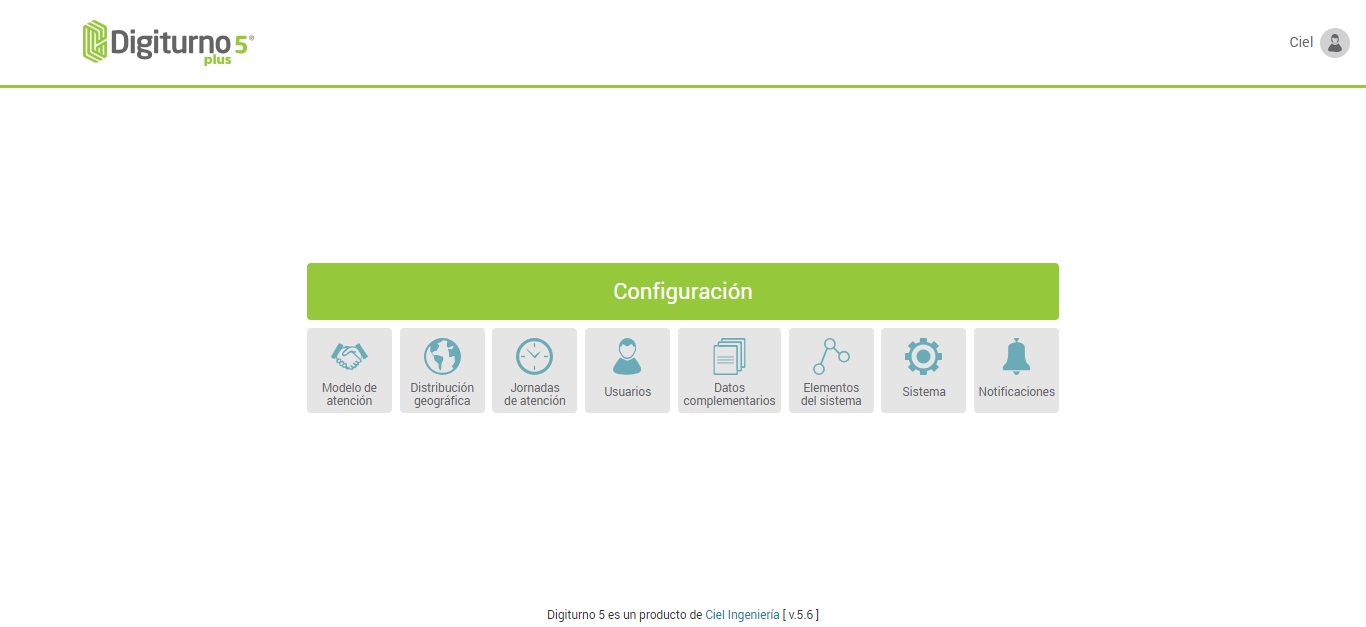 Digiturno 5®
plus
Ciel
Configuración
Modelo de
atención
Distribución
geográfica
Jornadas
de atención
Usuarios
Datos
complementarios
Elementos
del sistema
Sistema
Notificaciones
Digiturno 5 es un producto de Ciel Ingeniería [ v.5.6 ]